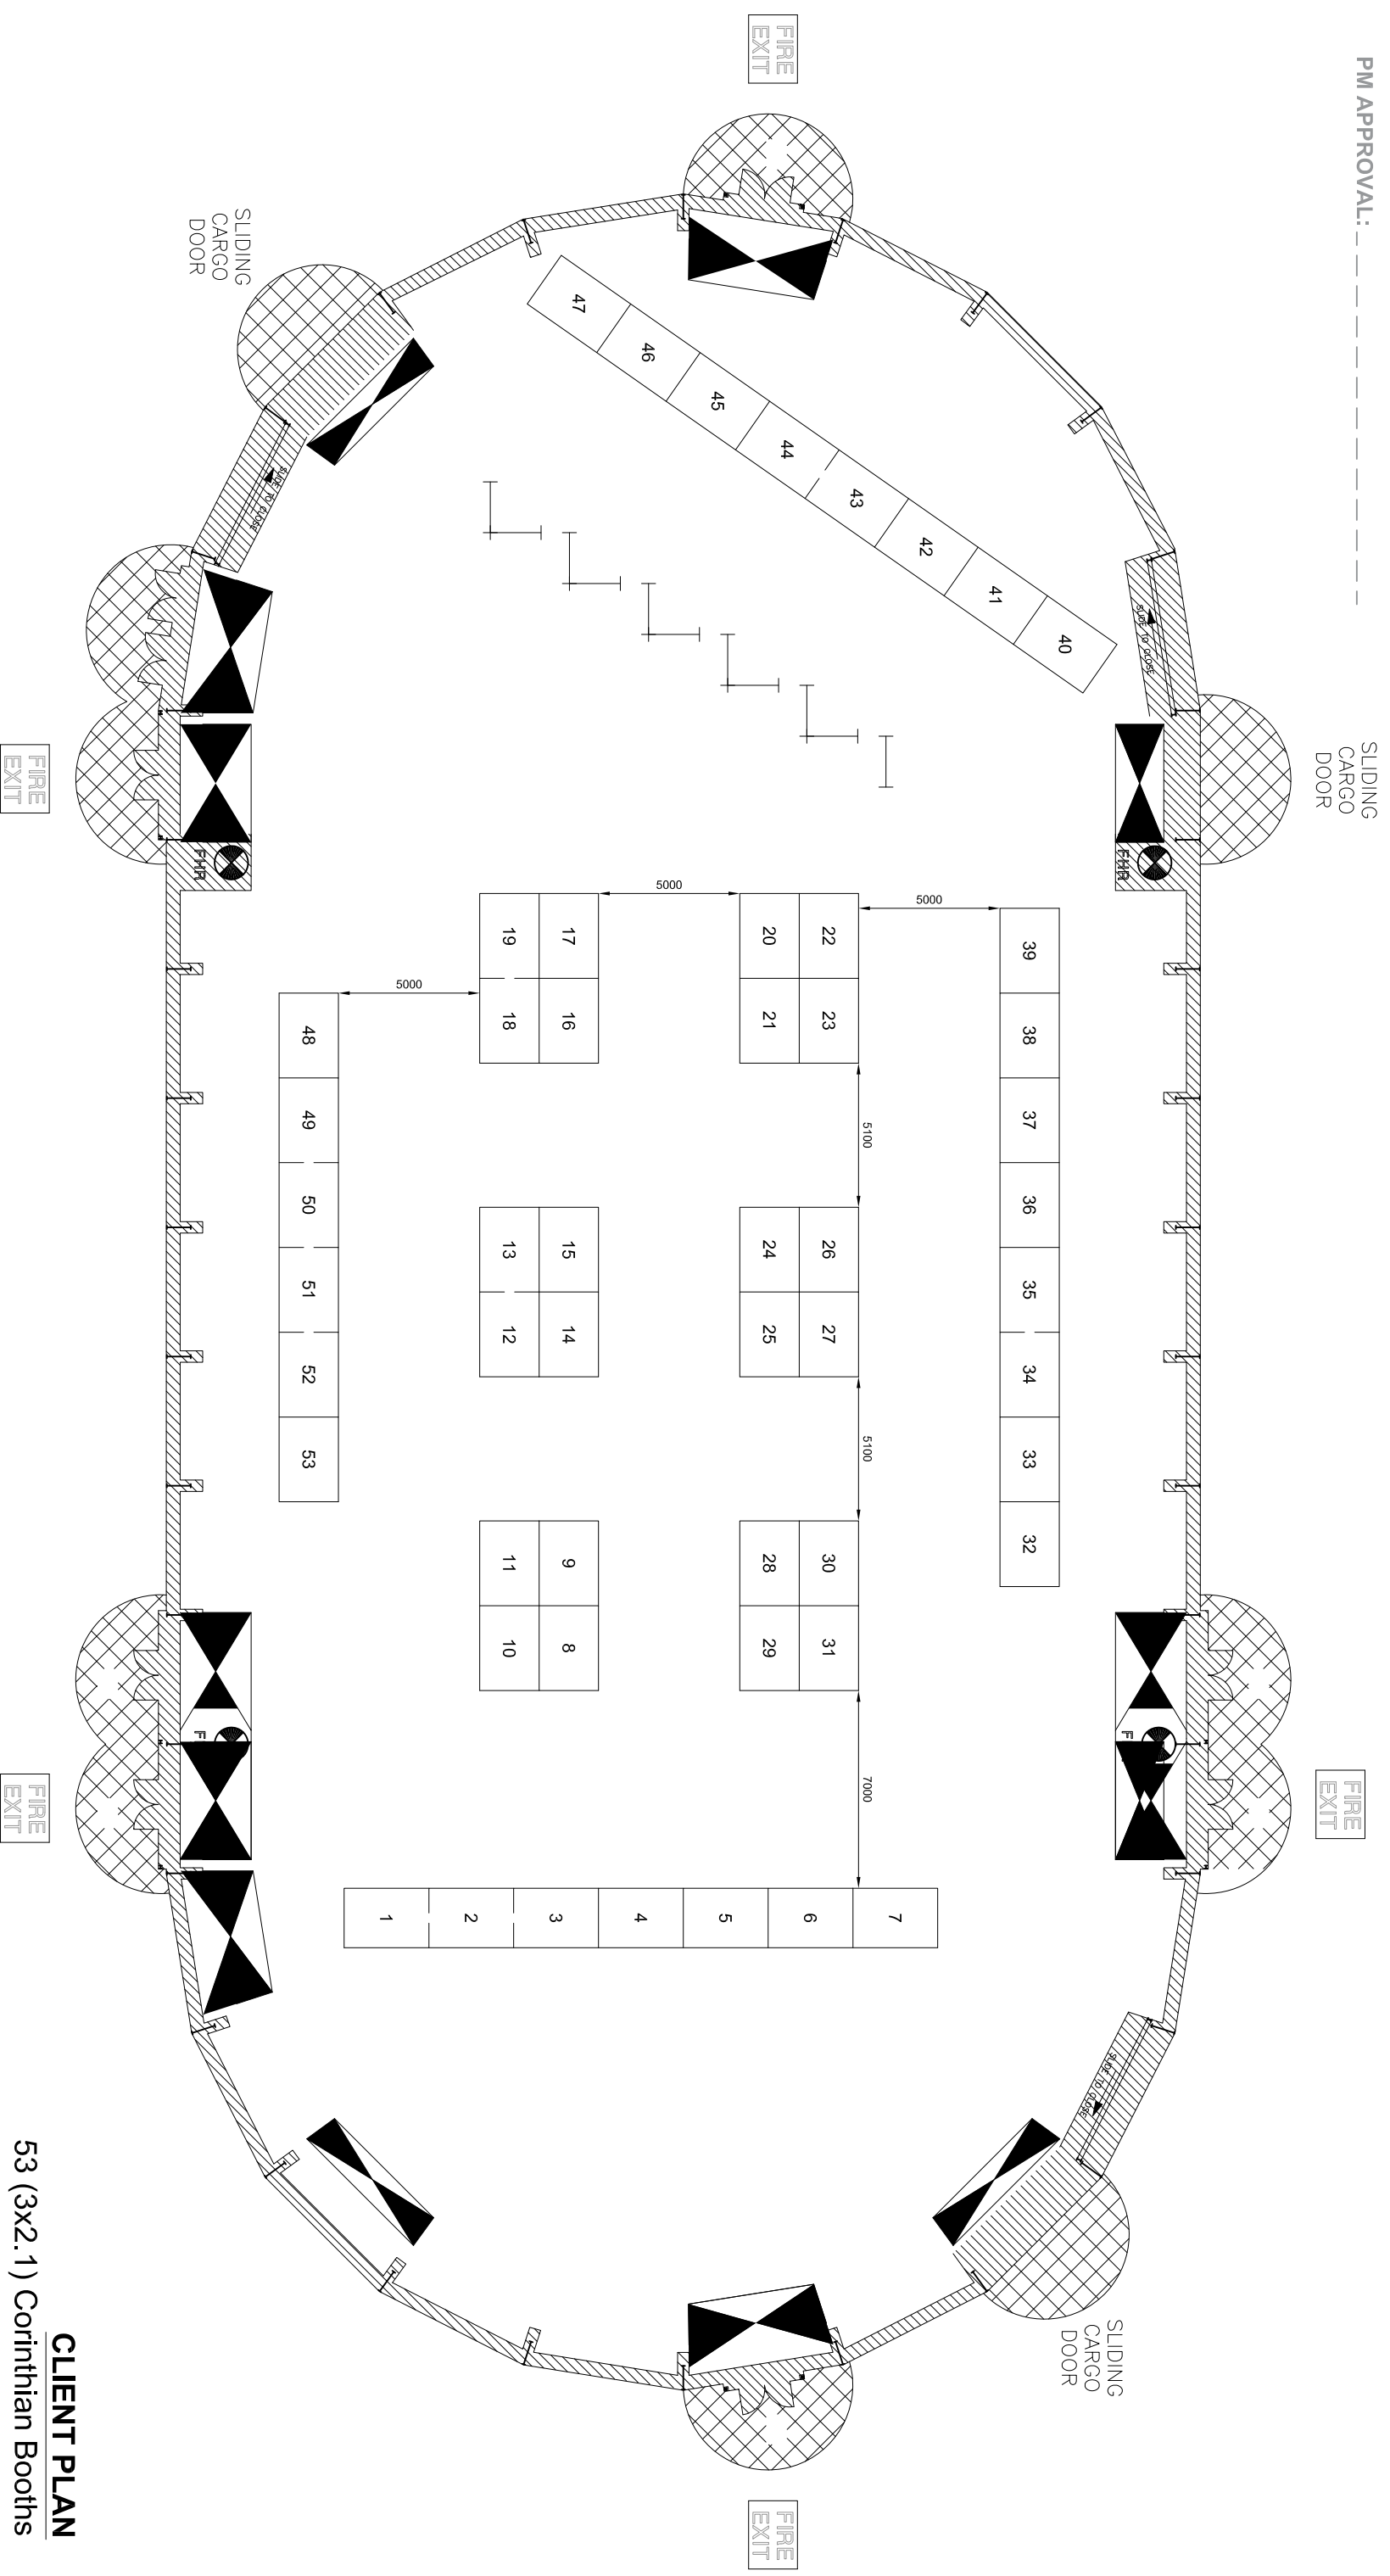 PM APPROVAL:
FIRE
EXIT
SLIDING
CARGO
DOOR
SLIDING
CARGO
DOOR
SLIDE TO CLOSE
SLIDE TO CLOSE
47
46
45
44
43
42
41
40
FIRE
EXIT
FHR
FHR
5000
5000
5000
19
17
20
22
39
18
16
21
23
38
48
49
50
51
52
53
5100
37
36
35
34
33
32
13
15
24
26
12
14
25
27
5100
11
9
28
30
10
8
29
31
7000
F
F
FIRE
EXIT
FIRE
EXIT
1
2
3
4
5
6
7
SLIDE TO CLOSE
SLIDING
CARGO
DOOR
FIRE
EXIT
CLIENT PLAN
53 (3x2.1) Corinthian Booths